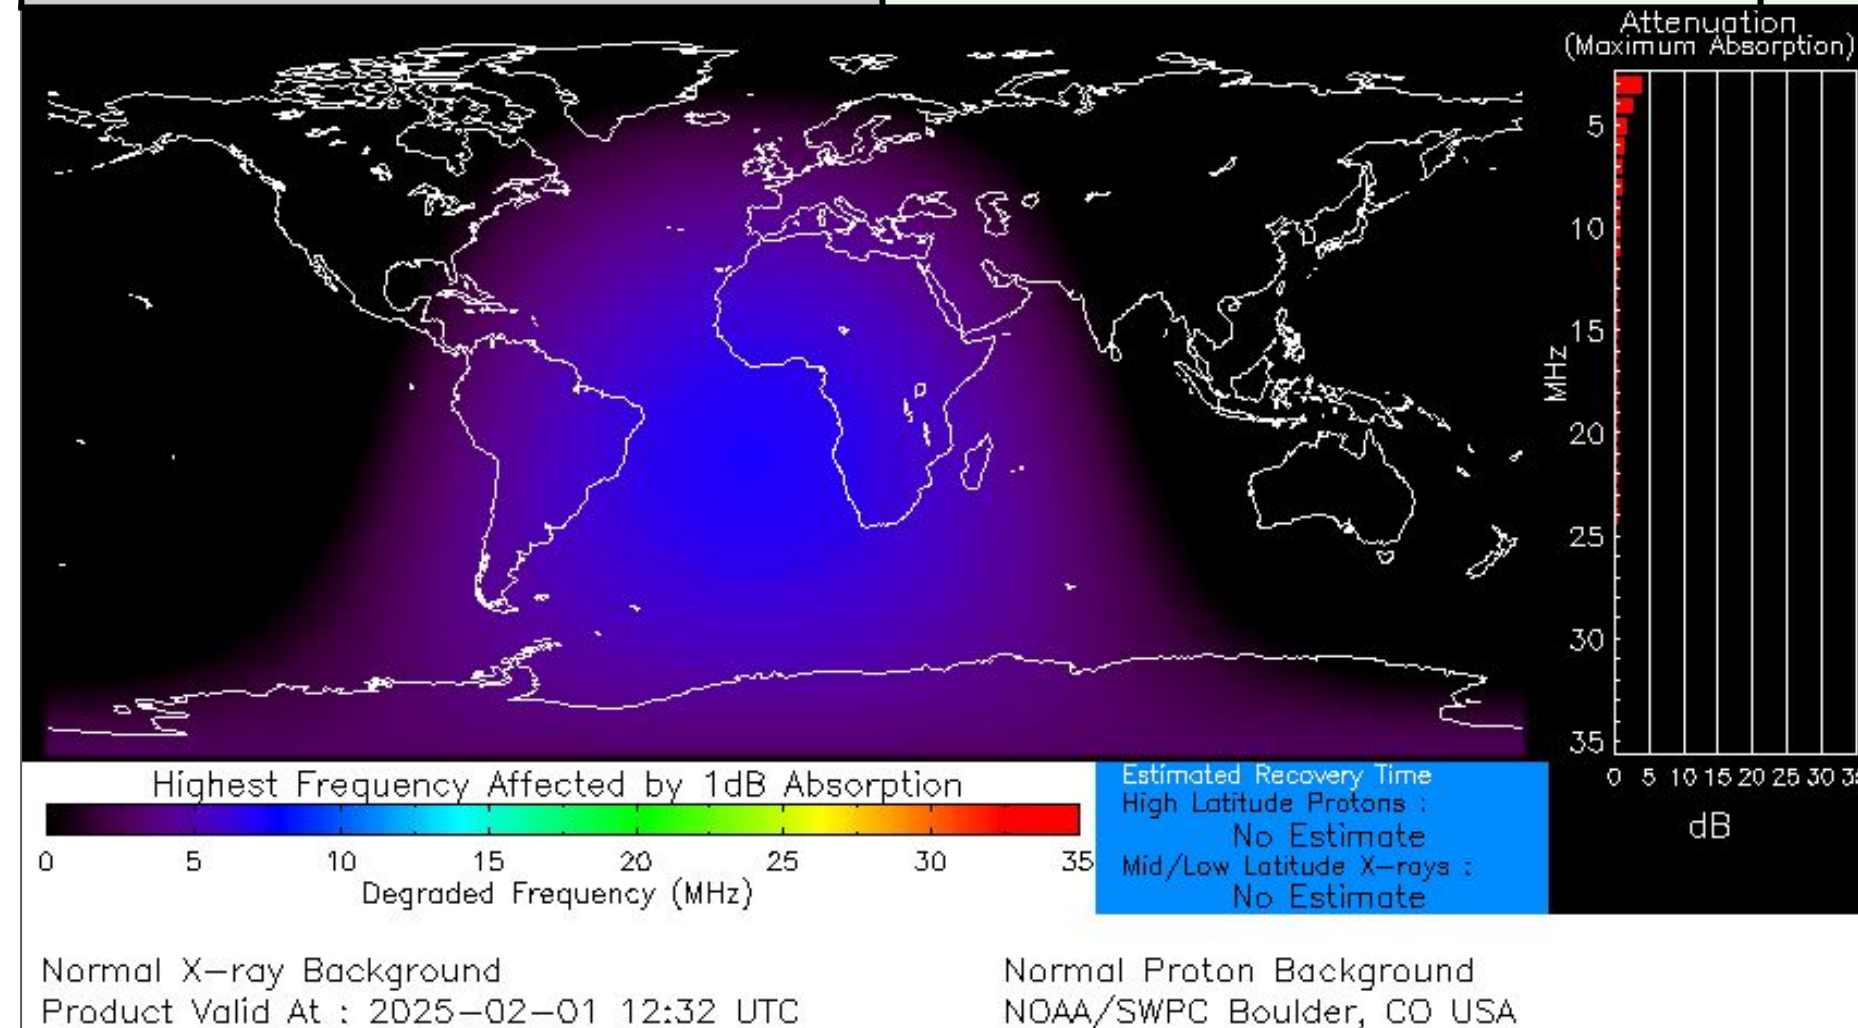 Attenuation
(Maximum Absorption)
5
10
15
20
25
30
35
MHz
0 5 10 15 20 25 30
dB
Highest Frequency Affected by 1dB Absorption
0 5 10 15 20 25 30 35
Degraded Frequency (MHz)
Estimated Recovery Time
High Latitude Protons :
No Estimate
Mid/Low Latitude X-rays :
No Estimate
Normal X-ray Background
Product Valid At : 2025-02-01 12:32 UTC
Normal Proton Background
NOAA/SWPC Boulder, CO USA